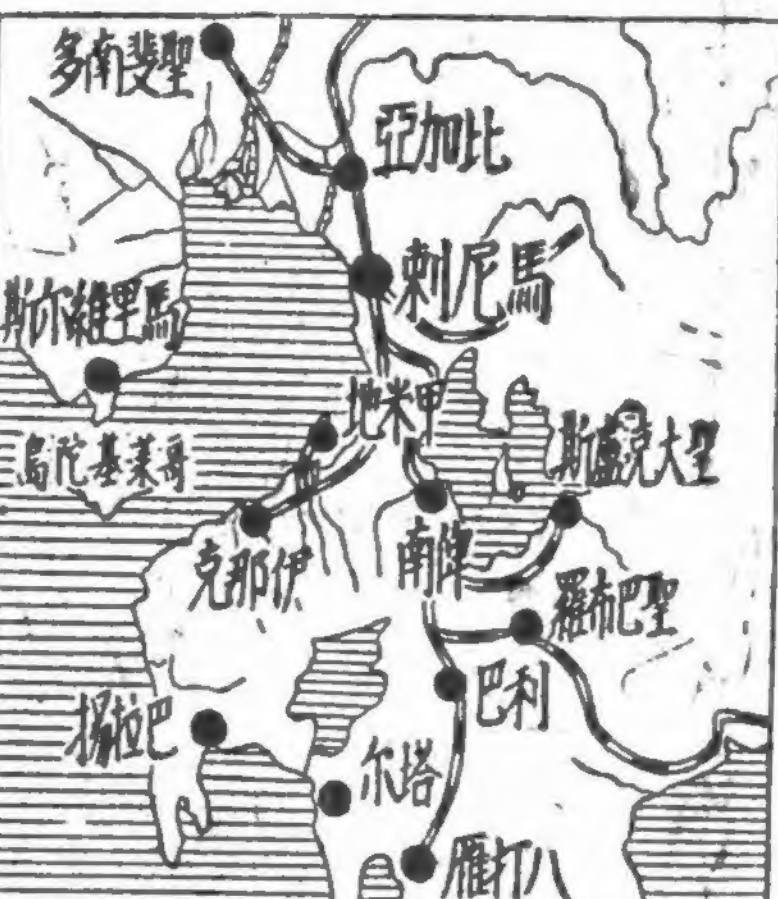 聖斐南多
比加亞
馬尼剌
馬里維尔斯
甲米地
聖大克盧斯
哥萊基陀島
伊那克
俾南
聖巴布羅
利巴
巴拉揚
塔尔
八打雁